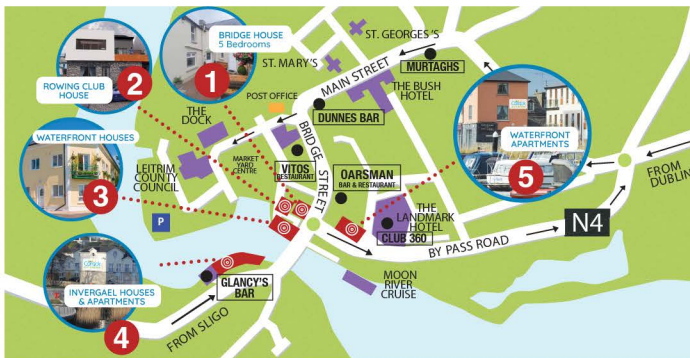 BRIDGE HOUSE
5 Bedrooms
1
ROWING CLUB
HOUSE
2
WATERFRONT HOUSES
3
INVERGAEL HOUSES
& APARTMENTS
4
WATERFRONT
APARTMENTS
5
ST. GEORGES'S
ST. MARY'S
MURTAGHS
MAIN STREET
THE BUSH
HOTEL
POST OFFICE
DUNNES BAR
THE
DOCK
BRIDGE STREET
MARKET
YARD
CENTRE
VITOS
RESTAURANT
LEITRIM
COUNTY
COUNCIL
P
OARSMAN
BAR & RESTAURANT
THE
LANDMARK
HOTEL
CLUB 360
FROM
DUBLIN
N4
BY PASS ROAD
MOON
RIVER
CRUISE
GLANCY'S
BAR
FROM SLIGO